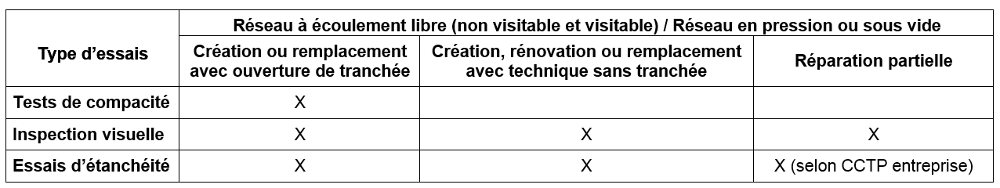 Type d’essais
Réseau à écoulement libre (non visitable et visitable) / Réseau en pression ou sous vide
Création ou remplacement
avec ouverture de tranchée
Création, rénovation ou remplacement
avec technique sans tranchée
Réparation partielle
Tests de compacité X
Inspection visuelle X X X
Essais d’étanchéité X X X (selon CCTP entreprise)